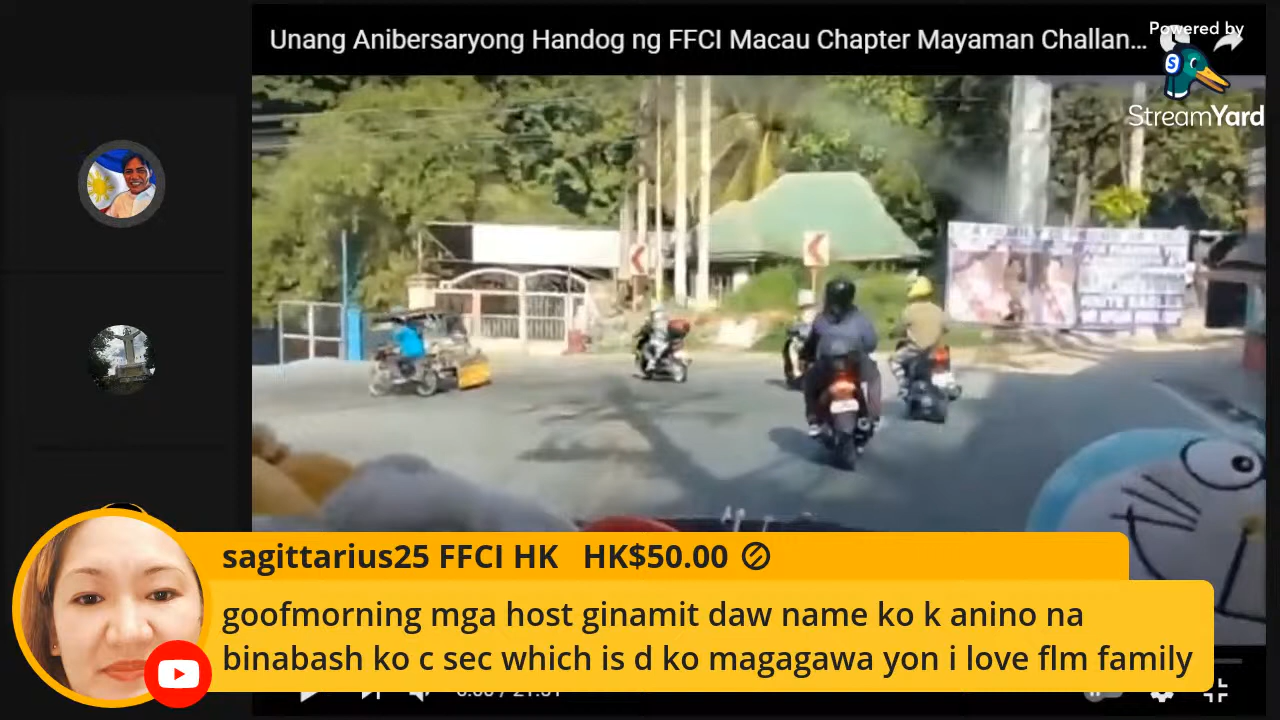 Unang Anibersaryong Handog ng FFCI Macau Chapter Mayaman Challan...
Powered by
S
StreamYard
sagittarius25 FFCI HK HK$50.00
goofmorning mga host ginamit daw name ko k anino na
binabash ko c sec which is d ko magagawa yon i love flm family